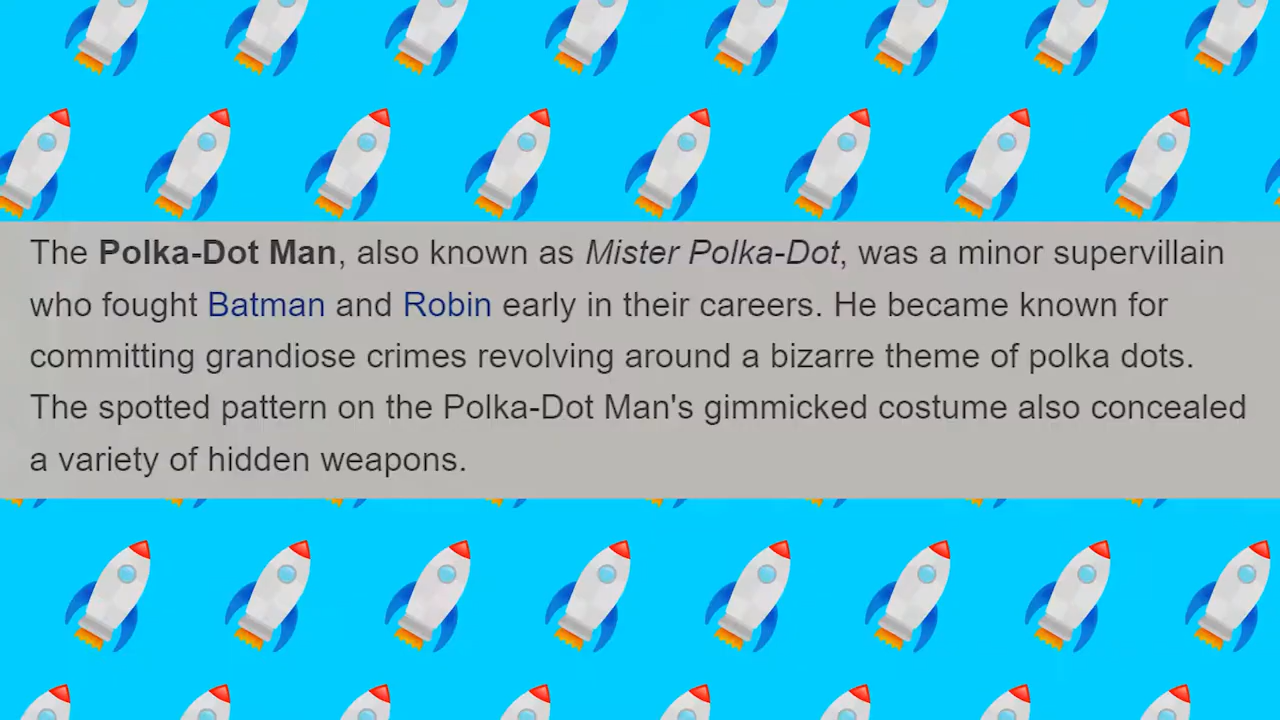 The Polka-Dot Man, also known as Mister Polka-Dot, was a minor supervillain
who fought Batman and Robin early in their careers. He became known for
committing grandiose crimes revolving around a bizarre theme of polka dots.
The spotted pattern on the Polka-Dot Man's gimmicked costume also concealed
a variety of hidden weapons.